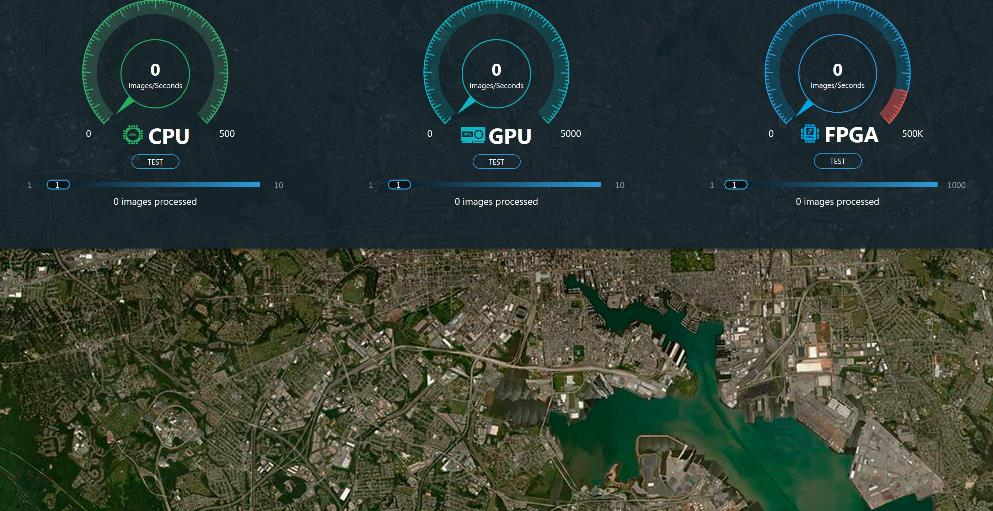 0
Images/Seconds
0 500
CPU
TEST
1 1 10
0 images processed
0
Images/Seconds
0 5000
GPU
TEST
1 1 10
0 images processed
0
Images/Seconds
0 500K
FPGA
TEST
1 1 1000
0 images processed